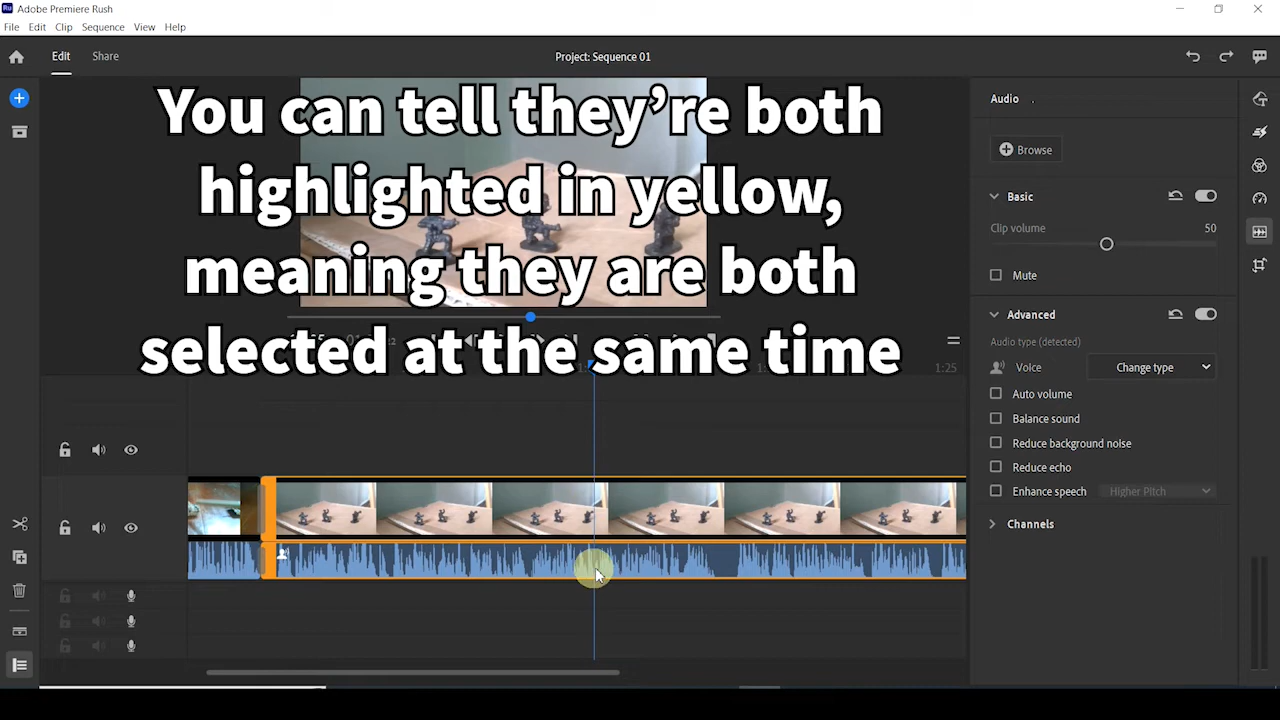 Adobe Premiere Rush
File Edit Clip Sequence View Help
Edit Share Project: Sequence 01
You can tell they're both
highlighted in yellow,
meaning they are both
selected at the same time
1:25
Audio
Browse
Basic
Clip volume 50
Mute
Advanced
Audio type (detected)
Voice Change type
Auto volume
Balance sound
Reduce background noise
Reduce echo
Enhance speech Higher Pitch
Channels